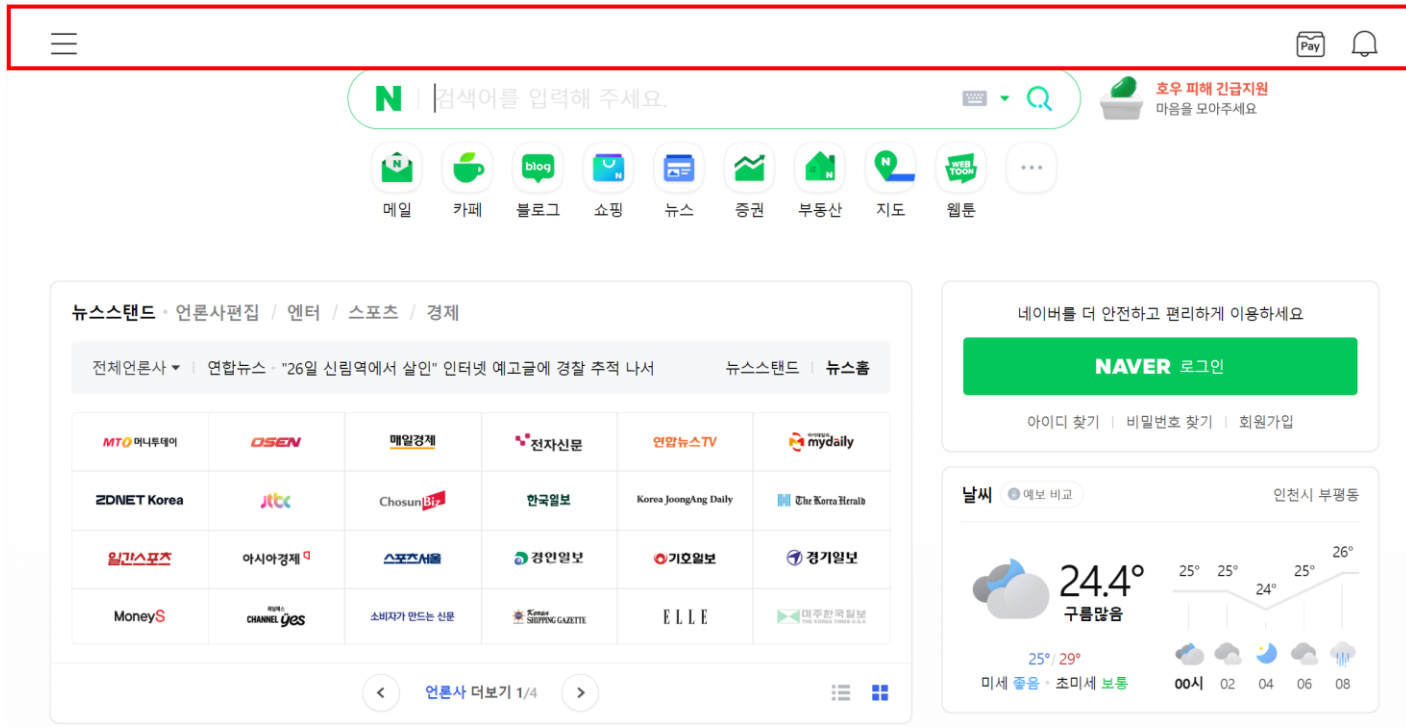 Pay
N 검색어를 입력해 주세요.
호우 피해 긴급지원
마음을 모아주세요
N blog N N N WEB TOON
메일 카페 블로그 쇼핑 뉴스 증권 부동산 지도 웹툰
뉴스스탠드 · 언론사편집 / 엔터 / 스포츠 / 경제
전체언론사 연합뉴스 · "26일 신림역에서 살인" 인터넷 예고글에 경찰 추적 나서 뉴스스탠드 뉴스홈
MTO 머니투데이 OSEN 매일경제 전자신문 연합뉴스TV 마이데일리 mydaily
ZDNET Korea jtbc ChosunBiz 한국일보 Korea JoongAng Daily The Korea Herald
일간스포츠 아시아경제 스포츠서울 경인일보 기호일보 경기일보
MoneyS 채널예스 CHANNEL yes 소비자가 만드는 신문 Korea SHIPPING GAZETTE ELLE 미주한국일보 THE KOREA TIMES U.S.A
언론사 더보기 1/4
네이버를 더 안전하고 편리하게 이용하세요
NAVER 로그인
아이디 찾기 비밀번호 찾기 회원가입
날씨 예보 비교 인천시 부평동
24.4°
구름많음
25°/29°
미세 좋음 · 초미세 보통
25° 25° 24° 25° 26°
00시 02 04 06 08